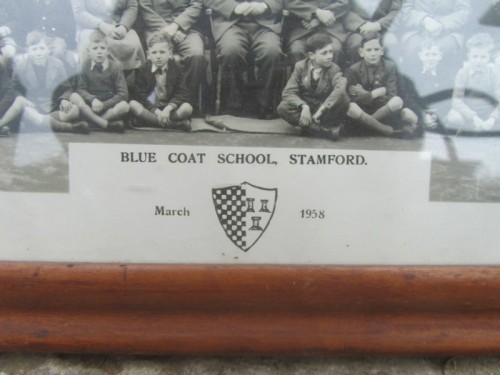 BLUE COAT SCHOOL, STAMFORD.
March 1958